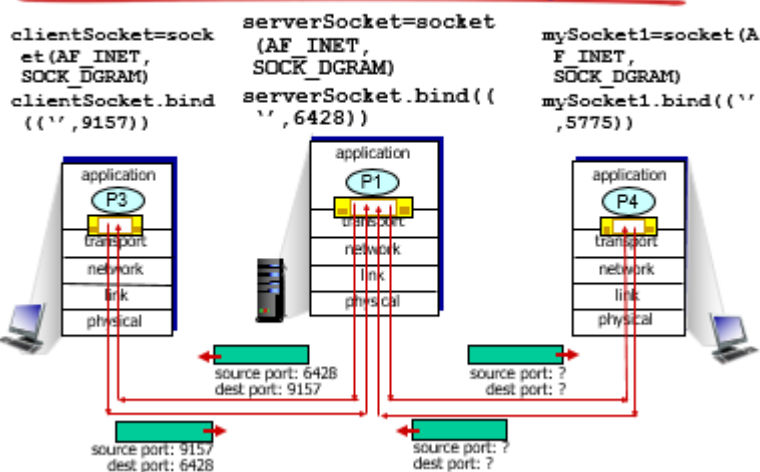 clientSocket=sock
et(AF_INET,
SOCK_DGRAM)
clientSocket.bind
((‘’,9157))
serverSocket=socket
(AF_INET,
SOCK_DGRAM)
serverSocket.bind((
‘’,6428))
mySocket1=socket(A
F_INET,
SOCK_DGRAM)
mySocket1.bind((‘’
,5775))
application
P3
transport
network
link
physical
application
P1
transport
network
link
physical
application
P4
transport
network
link
physical
source port: 6428
dest port: 9157
source port: ?
dest port: ?
source port: 9157
dest port: 6428
source port: ?
dest port: ?